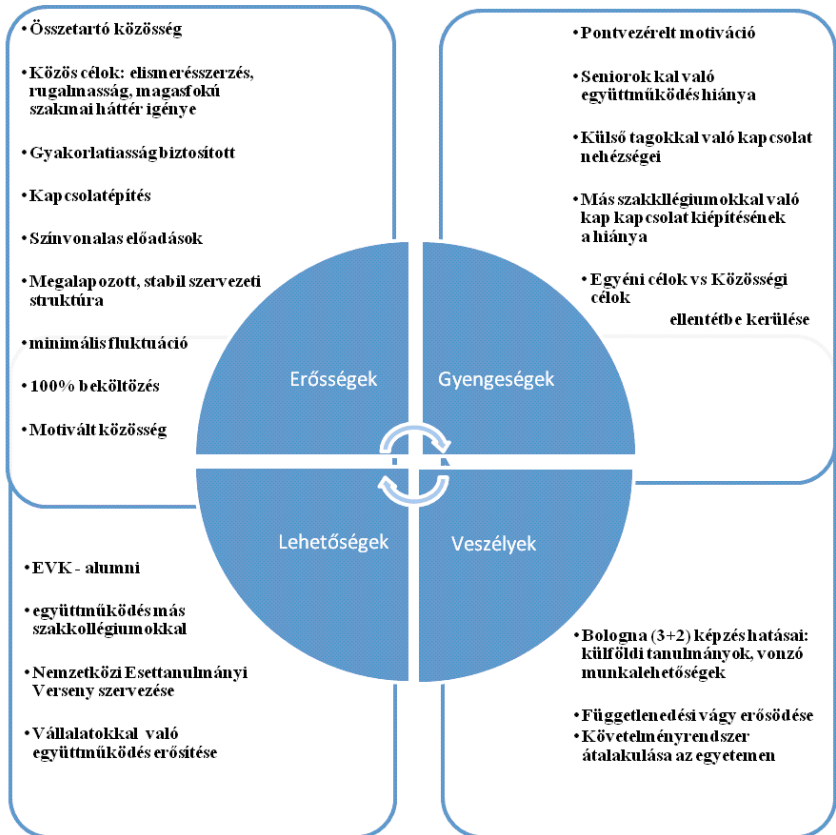 • Összetartó közösség
• Közös célok: elismerésszerzés,
rugalmasság, magasfokú
szakmai háttér igénye
• Gyakorlatiasság biztosított
• Kapcsolatépítés
• Színvonalas előadások
• Megalapozott, stabil szervezeti
struktúra
• minimális fluktuáció
• 100% beköltözés
• Motivált közösség
• Pontvezérelt motiváció
• Seniorok kal való
együttműködés hiánya
• Külső tagokkal való kapcsolat
nehézségei
• Más szakkllégiumokkal való
kap kapcsolat kiépítésének
a hiánya
• Egyéni célok vs Közösségi
célok
ellentétbe kerülése
Erősségek
Gyengeségek
Lehetőségek
Veszélyek
• EVK - alumni
• együttműködés más
szakkollégiumokkal
• Nemzetközi Esettanulmányi
Verseny szervezése
• Vállalatokkal való
együttműködés erősítése
• Bologna (3+2) képzés hatásai:
külföldi tanulmányok, vonzó
munkalehetőségek
• Függetlenedési vágy erősödése
• Követelményrendszer
átalakulása az egyetemen